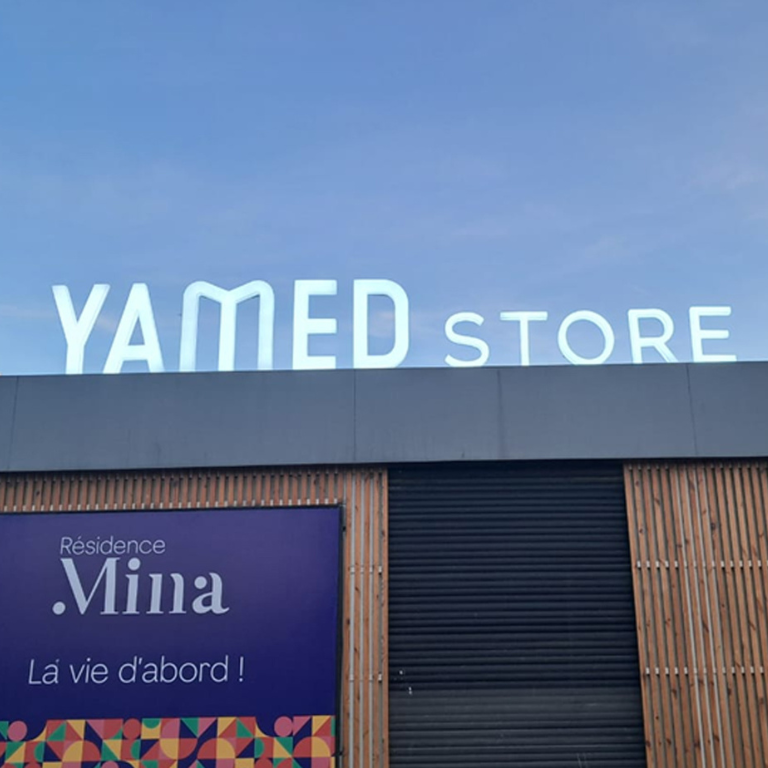 YAMED STORE
Résidence
Mina
La vie d'abord !